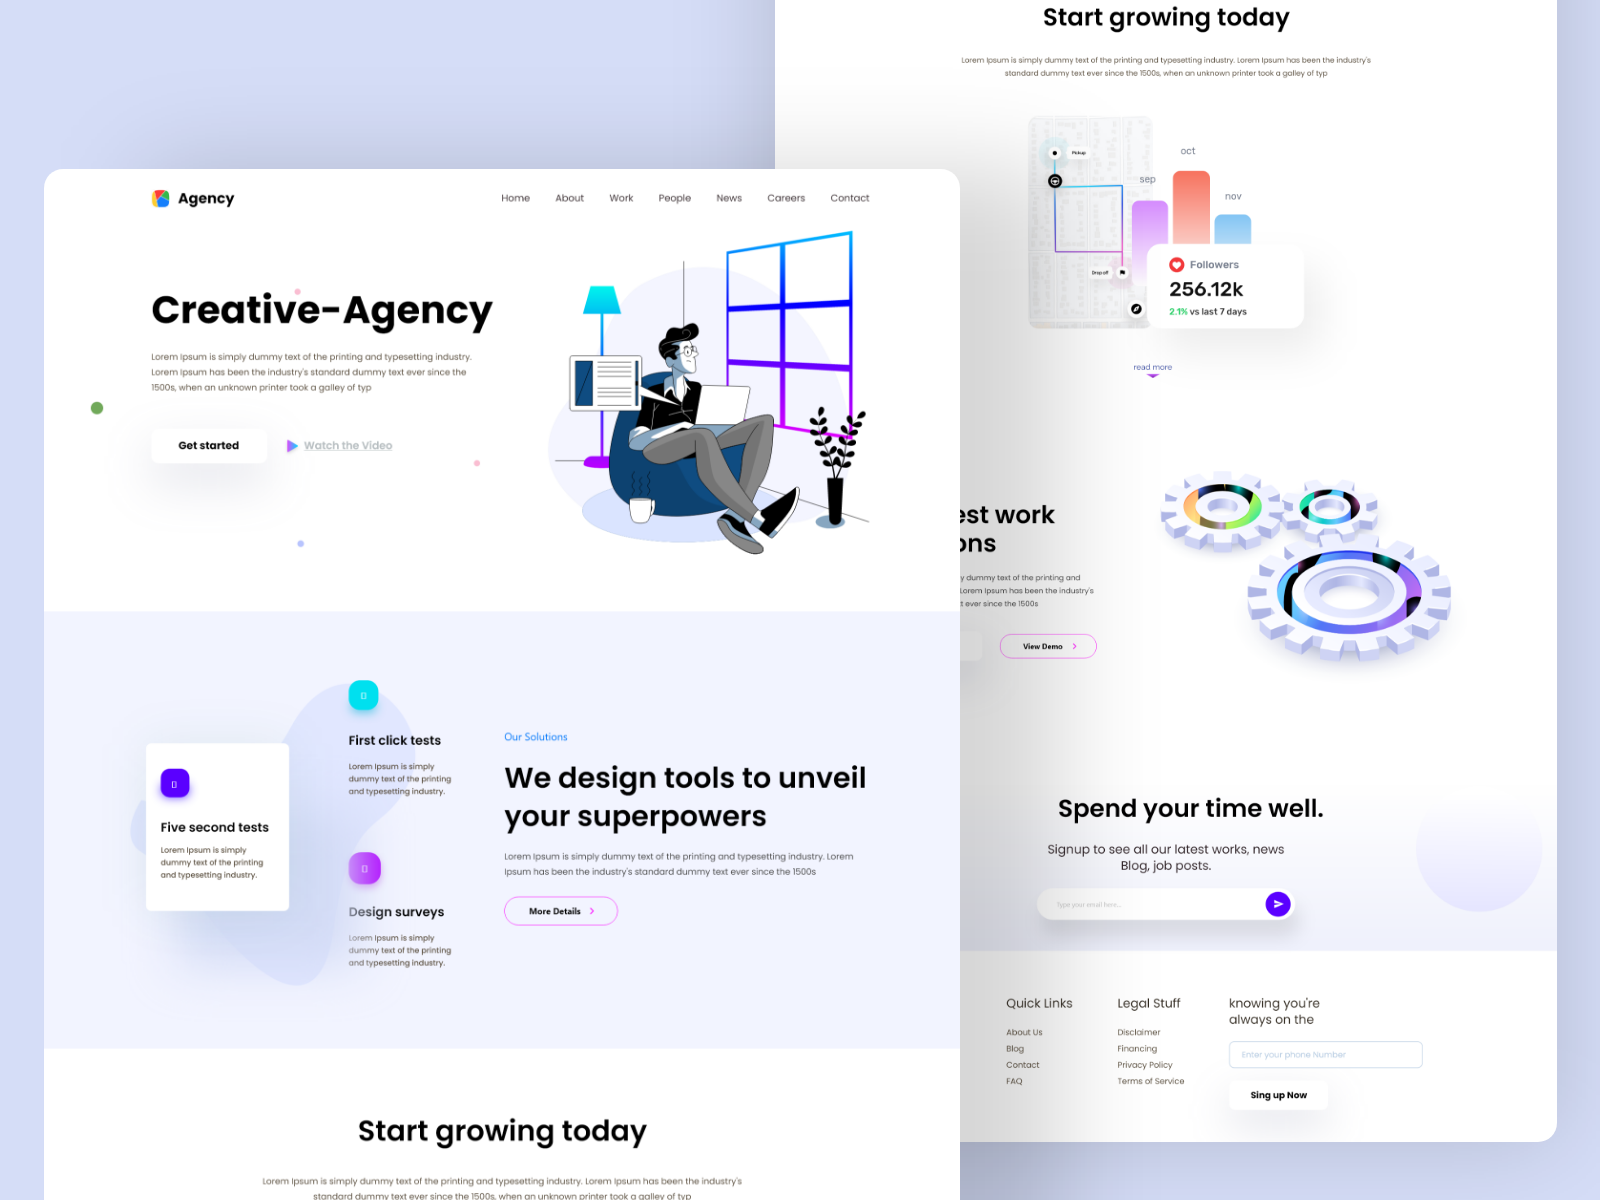 Agency
Home About Work People News Careers Contact
Creative-Agency
Lorem Ipsum is simply dummy text of the printing and typesetting industry.
Lorem Ipsum has been the industry's standard dummy text ever since the
1500s, when an unknown printer took a galley of typ
Get started
Watch the Video
Five second tests
Lorem Ipsum is simply
dummy text of the printing
and typesetting industry.
First click tests
Lorem Ipsum is simply
dummy text of the printing
and typesetting industry.
Design surveys
Lorem Ipsum is simply
dummy text of the printing
and typesetting industry.
Our Solutions
We design tools to unveil
your superpowers
Lorem Ipsum is simply dummy text of the printing and typesetting industry. Lorem
Ipsum has been the industry's standard dummy text ever since the 1500s
More Details
Start growing today
Lorem Ipsum is simply dummy text of the printing and typesetting industry. Lorem Ipsum has been the industry's
standard dummy text ever since the 1500s, when an unknown printer took a galley of typ
Start growing today
Lorem Ipsum is simply dummy text of the printing and typesetting industry. Lorem Ipsum has been the industry's
standard dummy text ever since the 1500s, when an unknown printer took a galley of typ
Pickup
sep
oct
nov
Drop off
Followers
256.12k
2.1% vs last 7 days
read more
est work
ons
y dummy text of the printing and
Lorem Ipsum has been the industry's
t ever since the 1500s
View Demo
Spend your time well.
Signup to see all our latest works, news
Blog, job posts.
Type your email here...
Quick Links
About Us
Blog
Contact
FAQ
Legal Stuff
Disclaimer
Financing
Privacy Policy
Terms of Service
knowing you're
always on the
Enter your phone Number
Sing up Now